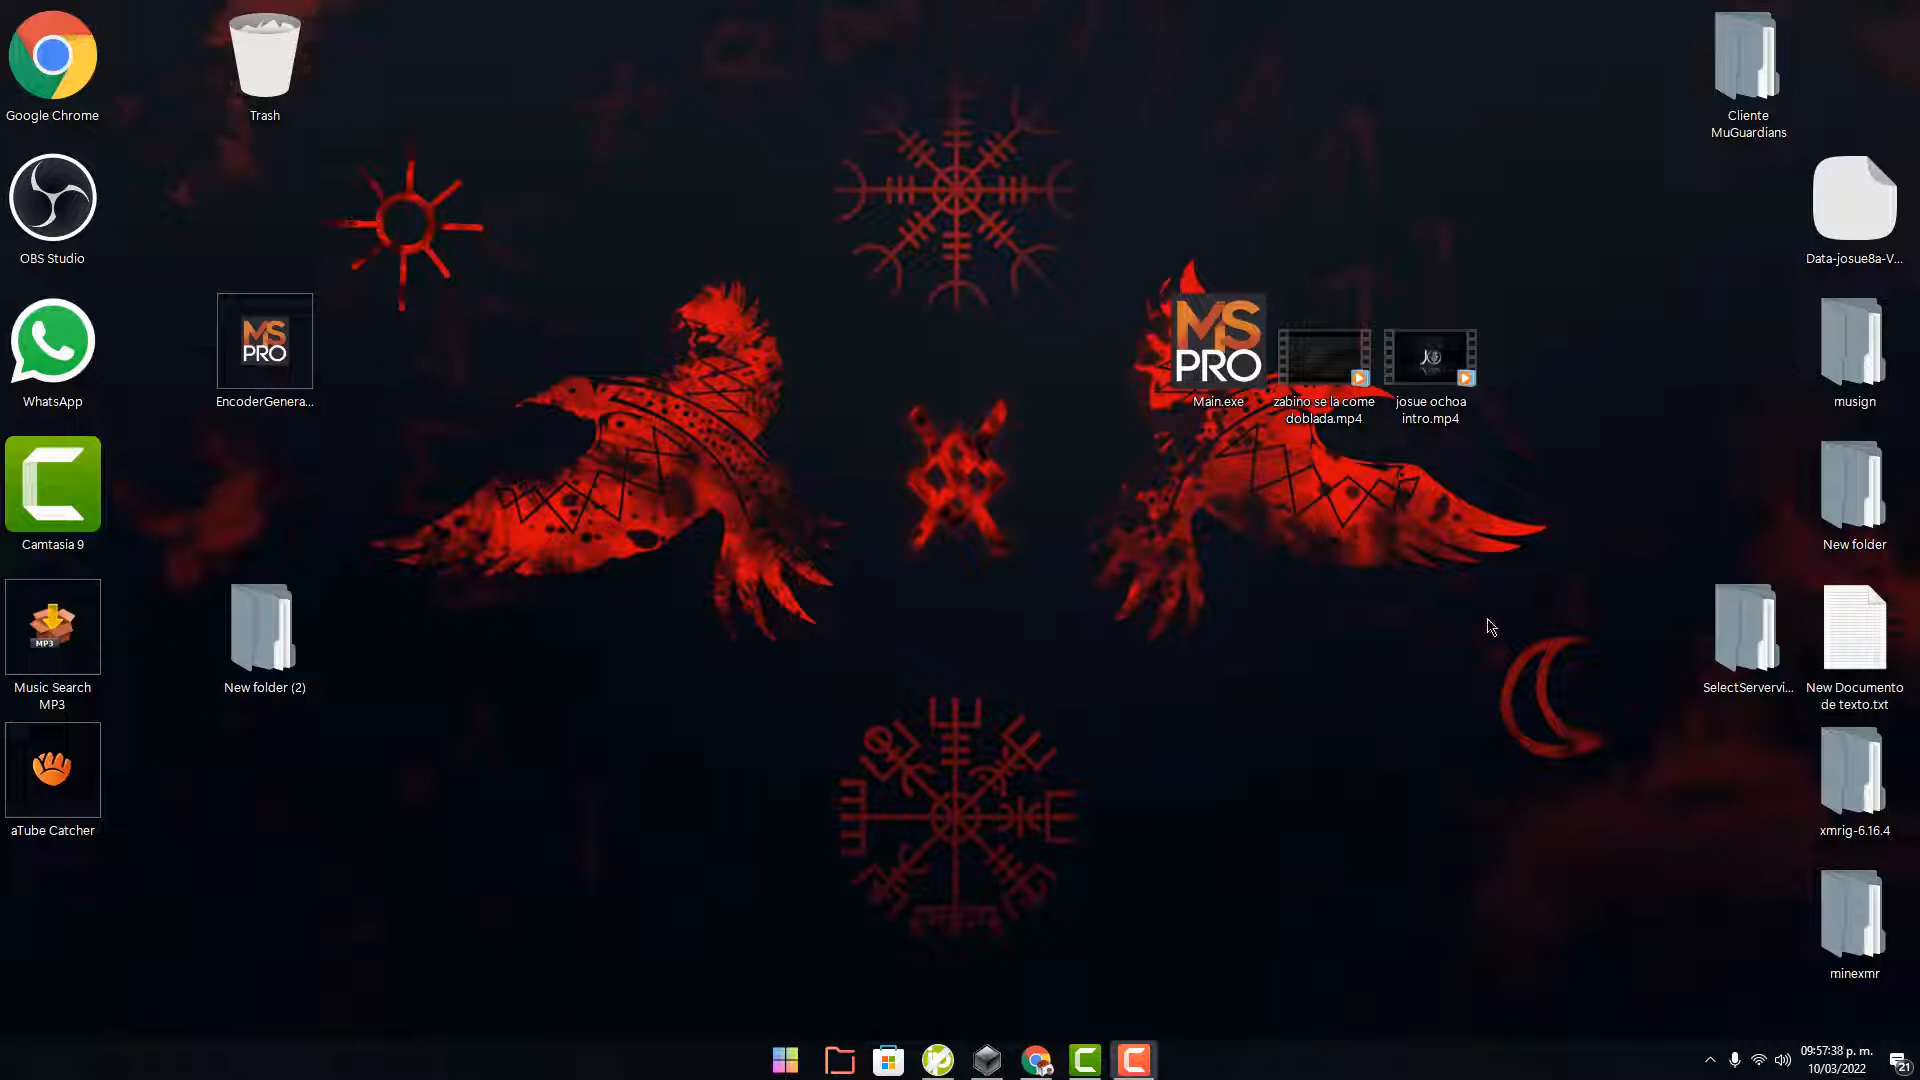 Google Chrome
Trash
Cliente
MuGuardians
OBS Studio
Data-josue8a-V...
WhatsApp
MS
PRO
EncoderGenera...
MS
PRO
Main.exe
zabino se la come
doblada.mp4
josue ochoa
intro.mp4
musign
Camtasia 9
New folder
MP3
Music Search
MP3
New folder (2)
SelectServervi...
New Documento
de texto.txt
aTube Catcher
xmrig-6.16.4
minexmr
09:57:38 p. m.
10/03/2022
21